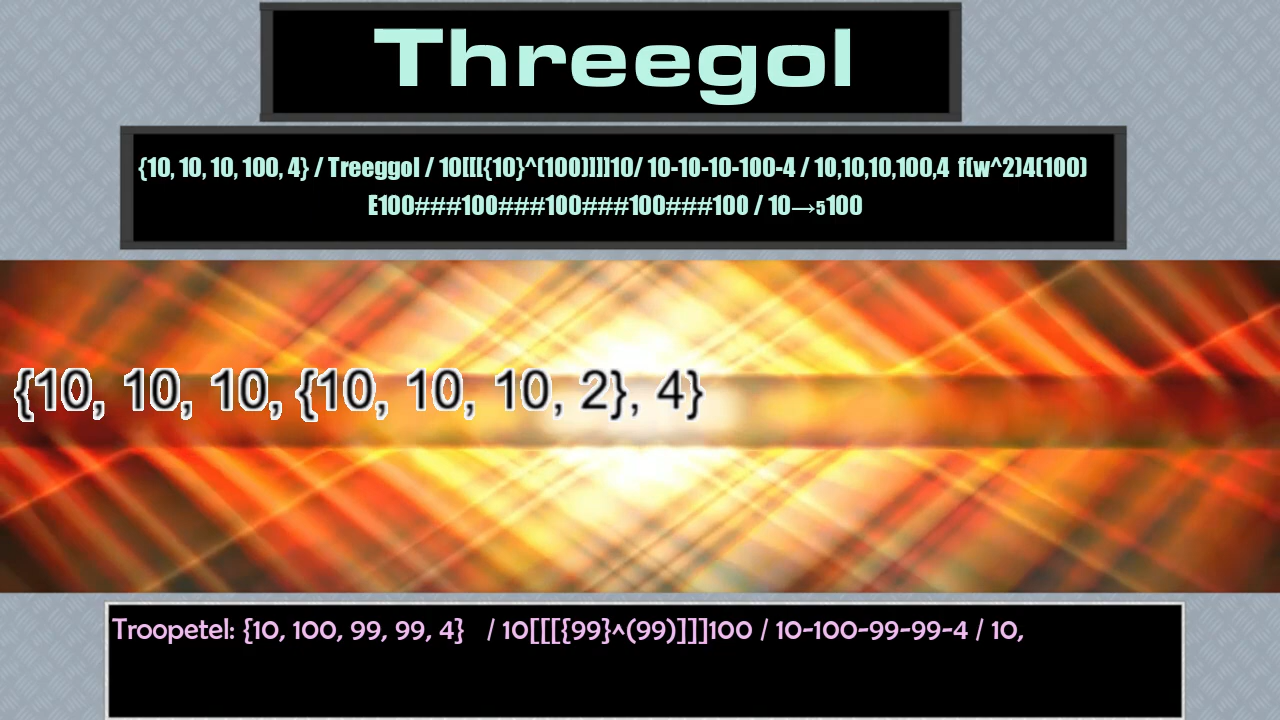 Threegol
{10, 10, 10, 100, 4} / Treeggol / 10[[[{10}^(100)]]]10/ 10-10-10-100-4 / 10,10,10,100,4 f(w^2)4(100)
E100###100###100###100###100 / 10→₅100
{10, 10, 10, {10, 10, 10, 2}, 4}
Troopetel: {10, 100, 99, 99, 4} / 10[[[{99}^(99)]]]100 / 10-100-99-99-4 / 10,